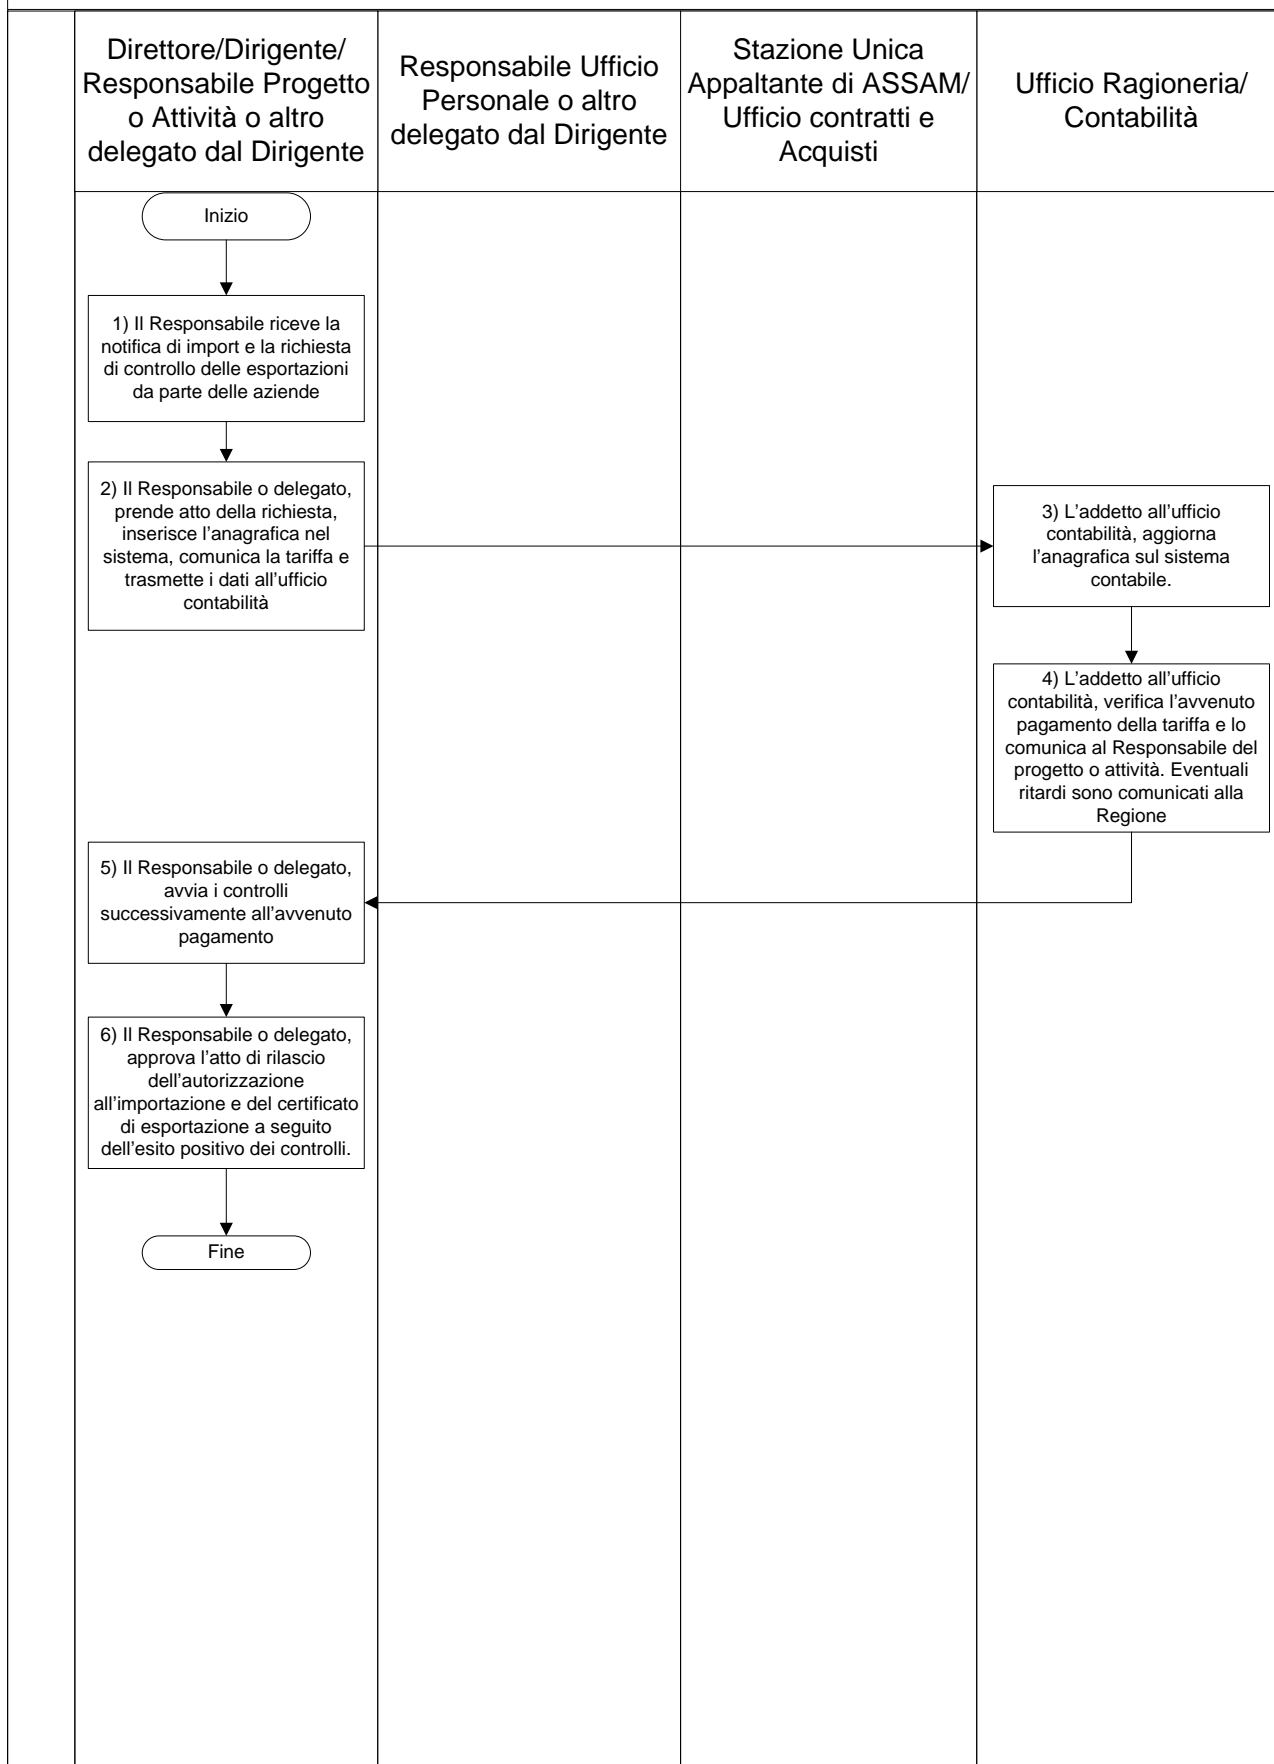 Direttore/Dirigente/
Responsabile Progetto
o Attività o altro
delegato dal Dirigente
Responsabile Ufficio
Personale o altro
delegato dal Dirigente
Stazione Unica
Appaltante di ASSAM/
Ufficio contratti e
Acquisti
Ufficio Ragioneria/
Contabilità
Inizio
1) Il Responsabile riceve la
notifica di import e la richiesta
di controllo delle esportazioni
da parte delle aziende
2) Il Responsabile o delegato,
prende atto della richiesta,
inserisce l’anagrafica nel
sistema, comunica la tariffa e
trasmette i dati all’ufficio
contabilità
3) L’addetto all’ufficio
contabilità, aggiorna
l’anagrafica sul sistema
contabile.
4) L’addetto all’ufficio
contabilità, verifica l’avvenuto
pagamento della tariffa e lo
comunica al Responsabile del
progetto o attività. Eventuali
ritardi sono comunicati alla
Regione
5) Il Responsabile o delegato,
avvia i controlli
successivamente all’avvenuto
pagamento
6) Il Responsabile o delegato,
approva l’atto di rilascio
dell’autorizzazione
all’importazione e del certificato
di esportazione a seguito
dell’esito positivo dei controlli.
Fine